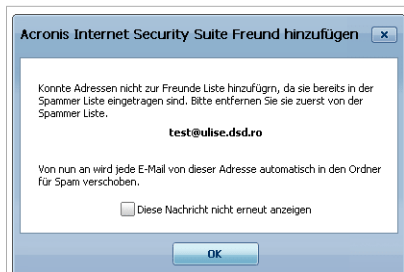 Acronis Internet Security Suite Freund hinzufügen
Konnte Adressen nicht zur Freunde Liste hinzufügrn, da sie bereits in der
Spammer Liste eingetragen sind. Bitte entfernen Sie sie zuerst von der
Spammer Liste.
test@ulise.dsd.ro
Von nun an wird jede E-Mail von dieser Adresse automatisch in den Ordner
für Spam verschoben.
Diese Nachricht nicht erneut anzeigen
OK